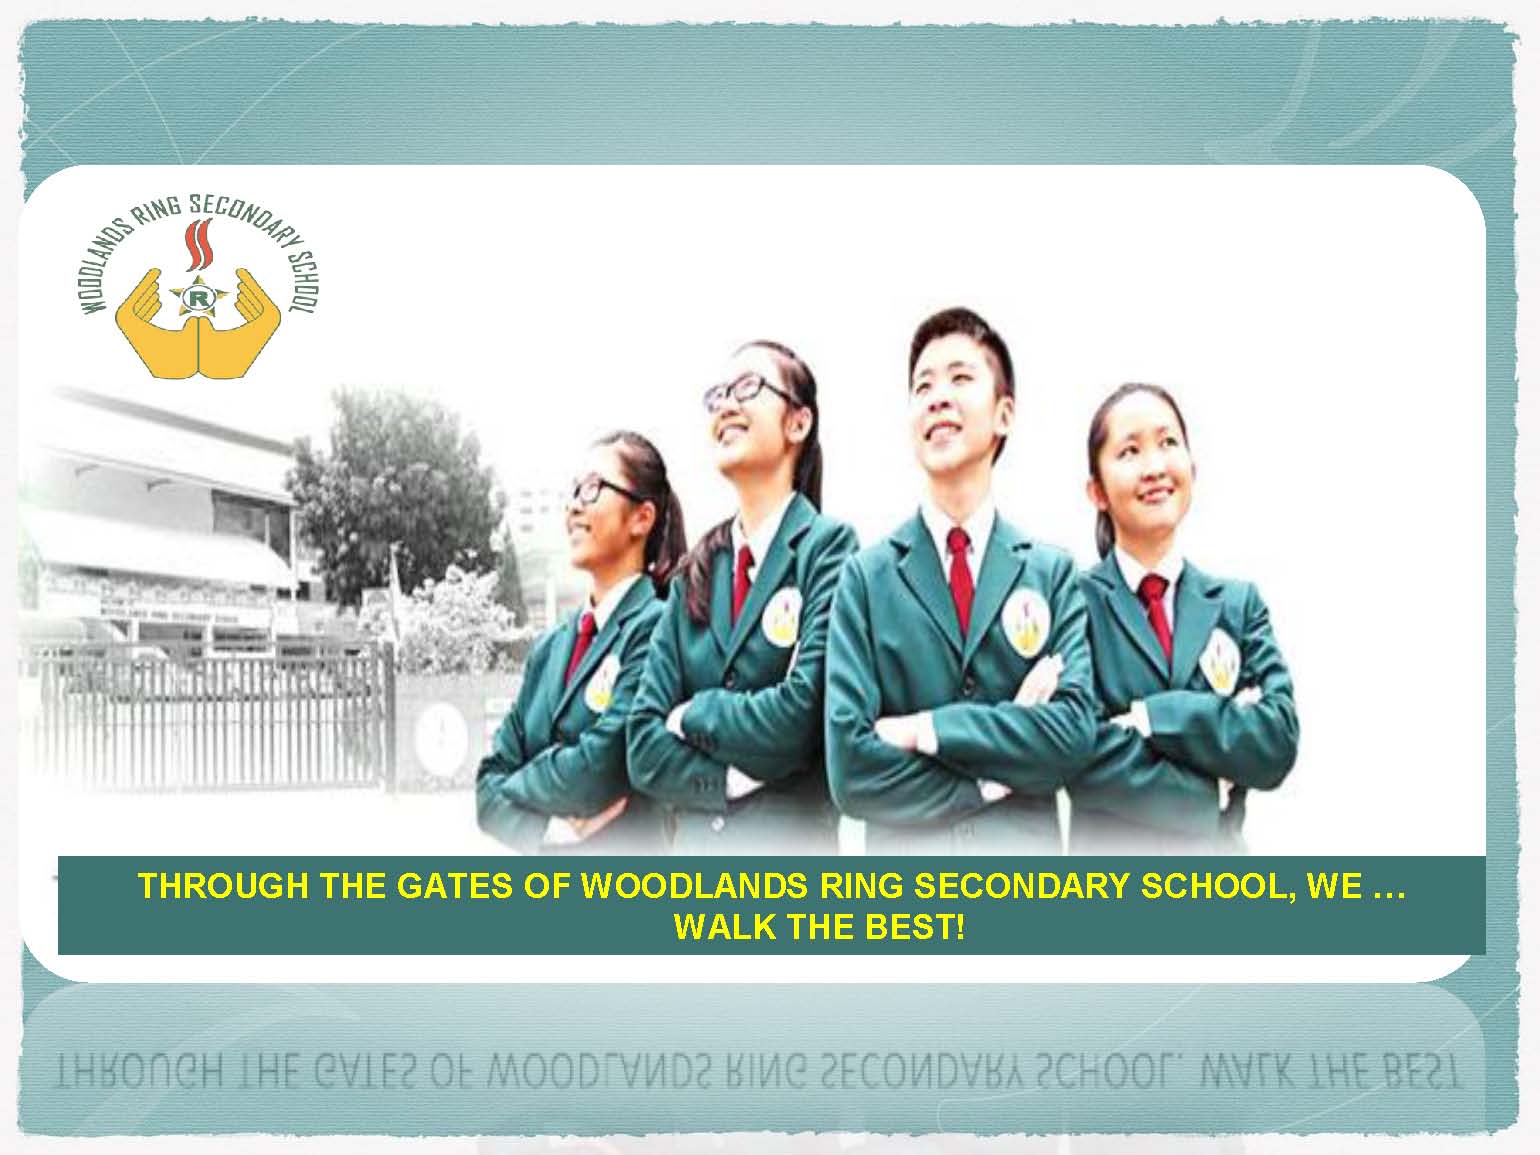 WOODLANDS RING SECONDARY SCHOOL
R
THROUGH THE GATES OF WOODLANDS RING SECONDARY SCHOOL, WE …
WALK THE BEST!
THROUGH THE GATES OF WOODLANDS RING SECONDARY SCHOOL. WALK THE BEST